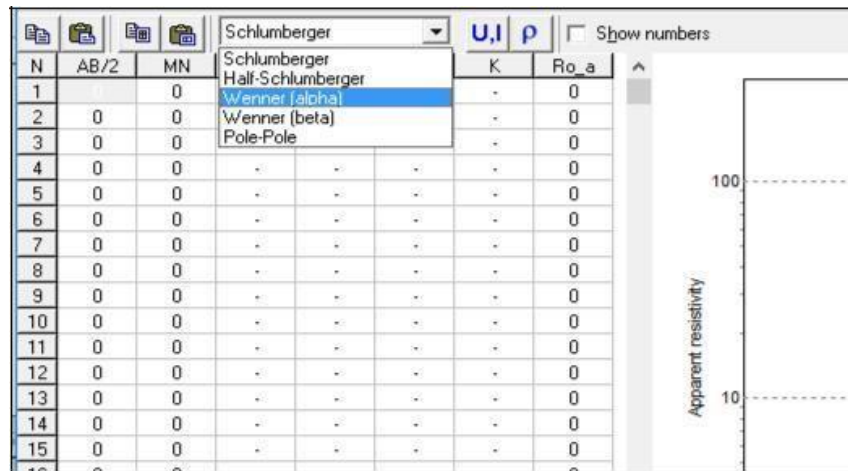 Schlumberger U,I ρ Show numbers
Schlumberger
Half-Schlumberger
Wenner (alpha)
Wenner (beta)
Pole-Pole
N AB/2 MN K Ro_a
1 0 0 - 0
2 0 0 - 0
3 0 0 - 0
4 0 0 - - - - 0
5 0 0 - - - - 0
6 0 0 - - - - 0
7 0 0 - - - - 0
8 0 0 - - - - 0
9 0 0 - - - - 0
10 0 0 - - - - 0
11 0 0 - - - - 0
12 0 0 - - - - 0
13 0 0 - - - - 0
14 0 0 - - - - 0
15 0 0 - - - - 0
100
Apparent resistivity
10